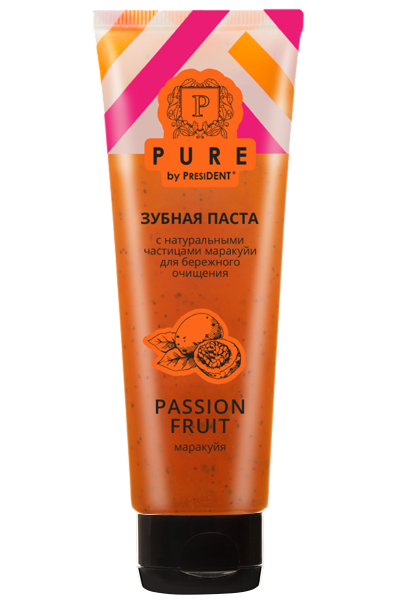 P
PURE
by PRESIDENT®
ЗУБНАЯ ПАСТА
с натуральными
частицами маракуйи
для бережного
очищения
PASSION
FRUIT
маракуйя